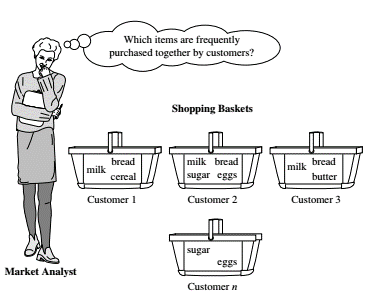 Which items are frequently
purchased together by customers?
Shopping Baskets
milk bread
cereal
Customer 1
milk bread
sugar eggs
Customer 2
milk bread
butter
Customer 3
sugar
eggs
Customer n
Market Analyst